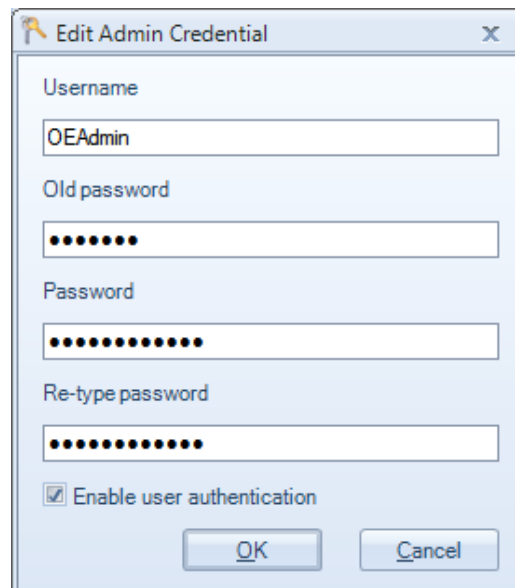 Edit Admin Credential
Username
OEAdmin
Old password
●●●●●●●
Password
●●●●●●●●●●●●
Re-type password
●●●●●●●●●●●●
Enable user authentication
OK Cancel